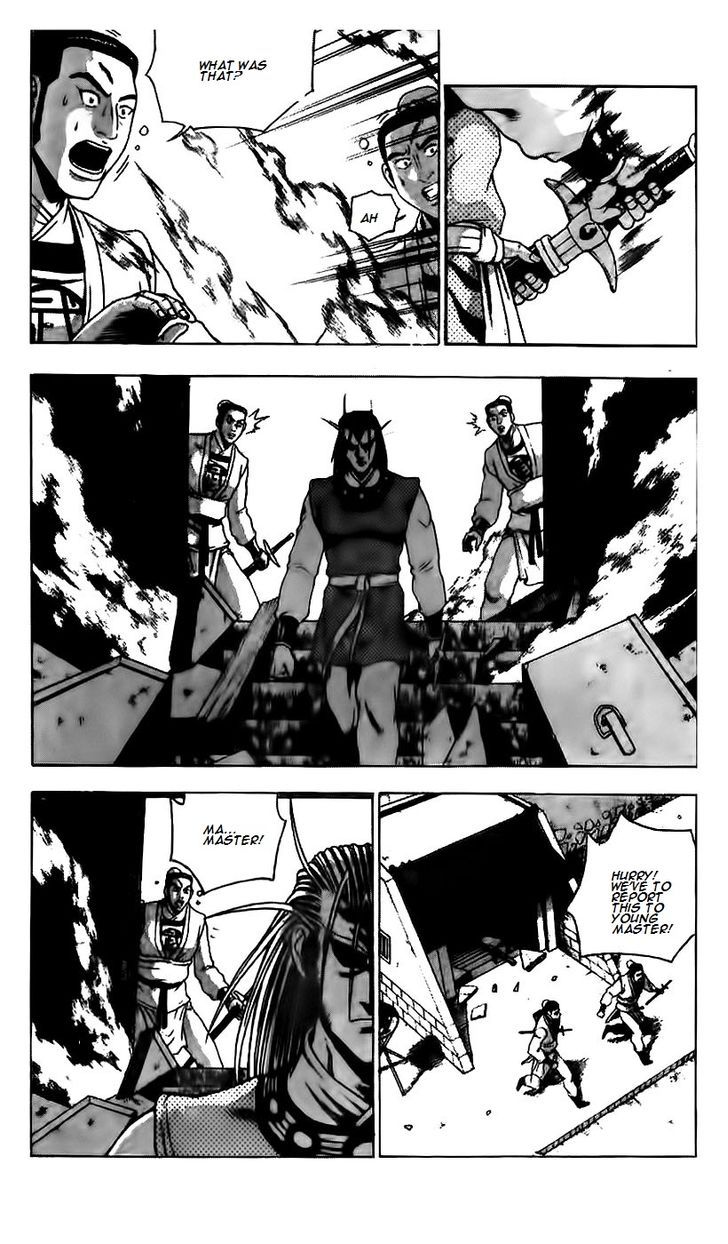 WHAT WAS
THAT?
AH
MA...
MASTER!
HURRY!
WE'VE TO
REPORT
THIS TO
YOUNG
MASTER!